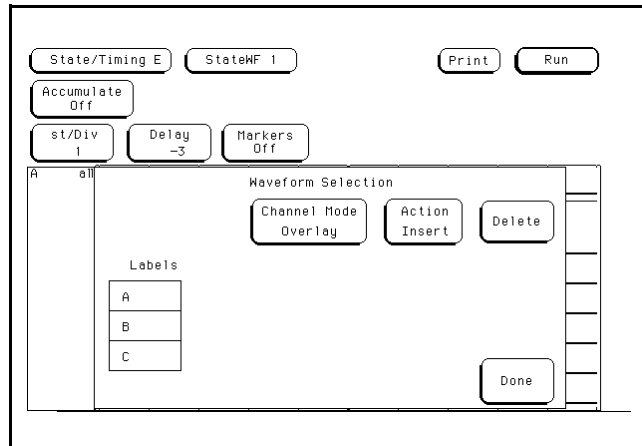 State/Timing E StateWF 1 Print Run
Accumulate
Off
st/Div
1
Delay
-3
Markers
Off
A all
Waveform Selection
Channel Mode
Overlay
Action
Insert
Delete
Labels
A
B
C
Done